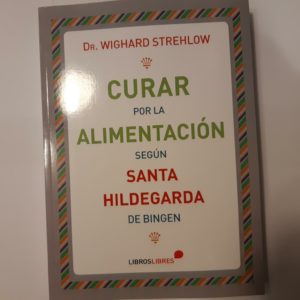 DR. WIGHARD STREHLOW
CURAR
POR LA
ALIMENTACIÓN
SEGÚN
SANTA
HILDEGARDA
DE BINGEN
LIBROSLIBRES